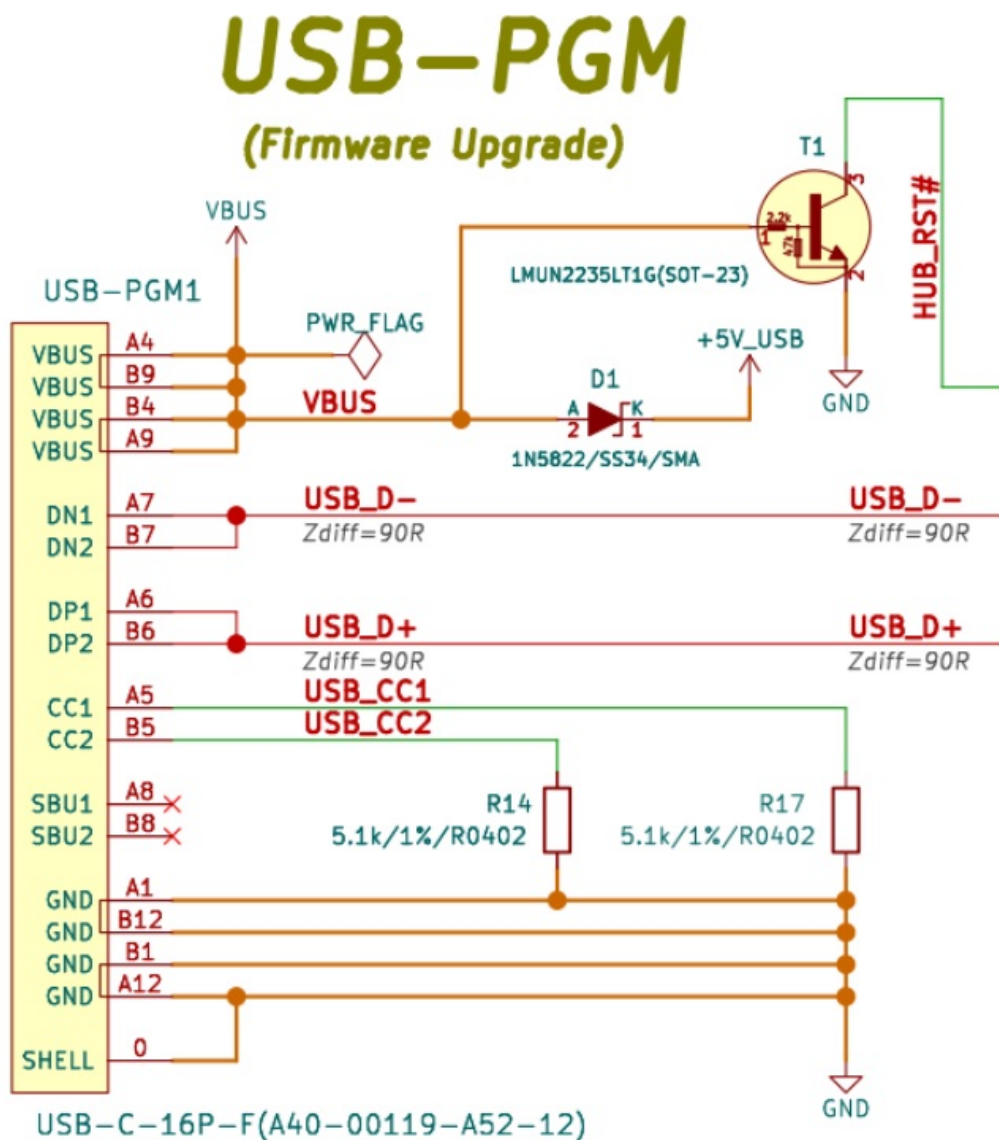 USB-PGM
(Firmware Upgrade)
T1
3
2.2k
1
47k
2
LMUN2235LT1G(SOT-23)
HUB_RST#
GND
VBUS
USB-PGM1
PWR_FLAG
+5V_USB
VBUS A4
VBUS B9
VBUS B4
VBUS A9
VBUS
D1
A K
2 1
1N5822/SS34/SMA
DN1 A7
DN2 B7
USB_D- USB_D-
Zdiff=90R Zdiff=90R
DP1 A6
DP2 B6
USB_D+ USB_D+
Zdiff=90R Zdiff=90R
CC1 A5 USB_CC1
CC2 B5 USB_CC2
SBU1 A8
SBU2 B8
R14 R17
5.1k/1%/R0402 5.1k/1%/R0402
GND A1
GND B12
GND B1
GND A12
SHELL 0
GND
USB-C-16P-F(A40-00119-A52-12)